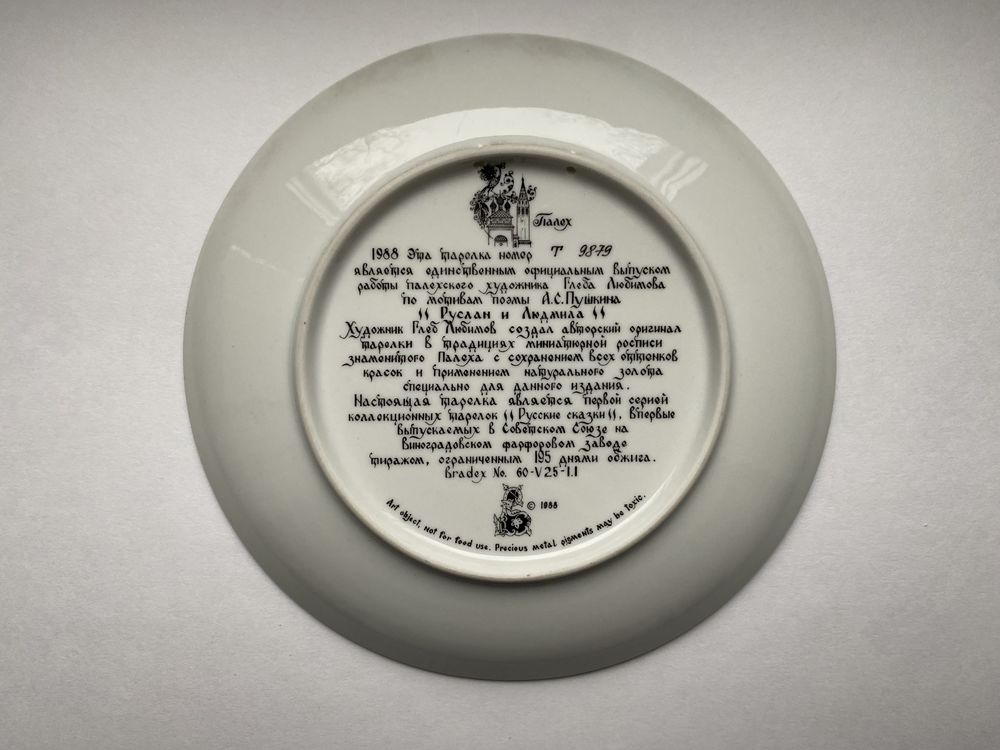 Палех
1988 Эта тарелка номер Т 9879
является единственным официальным выпуском
работы палехского художника Глеба Любимова
по мотивам поэмы А.С.Пушкина
"Руслан и Людмила"
Художник Глеб Любимов создал авторский оригинал
тарелки в традициях миниатюрной росписи
знаменитого Палеха с сохранением всех оттенков
красок и применением натурального золота
специально для данного издания.
Настоящая тарелка является первой серией
коллекционных тарелок "Русские сказки", впервые
выпускаемых в Советском Союзе на
Виноградовском фарфоровом заводе
тиражом, ограниченным 195 днями обжига.
Bradex No. 60-V25-1.1
© 1988
Art object, not for food use. Precious metal pigments may be toxic.